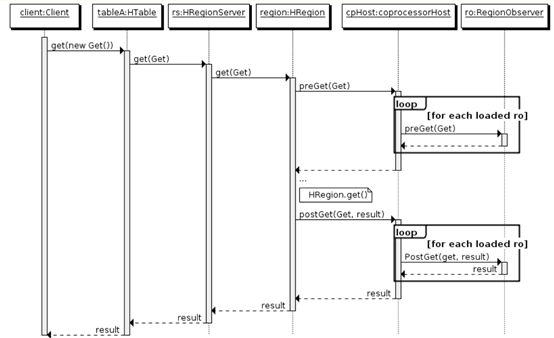 client:Client
tableA:HTable
rs:HRegionServer
region:HRegion
cpHost:coprocessorHost
ro:RegionObserver
get(new Get())
get(Get)
get(Get)
preGet(Get)
loop
[for each loaded ro]
preGet(Get)
...
HRegion.get()
postGet(Get, result)
loop
[for each loaded ro]
PostGet(get, result)
result
result
result
result
result